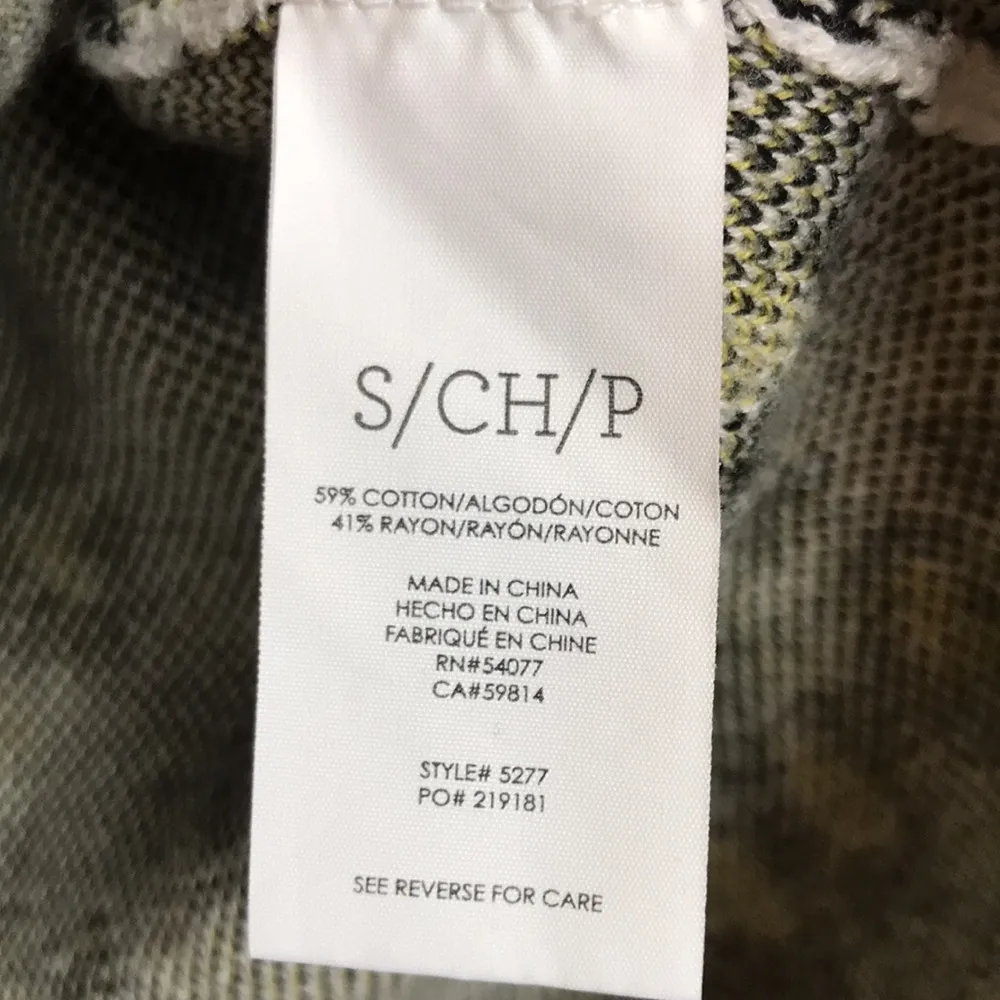 S/CH/P
59% COTTON/ALGODÓN/COTON
41% RAYON/RAYÓN/RAYONNE
MADE IN CHINA
HECHO EN CHINA
FABRIQUÉ EN CHINE
RN#54077
CA#59814
STYLE# 5277
PO# 219181
SEE REVERSE FOR CARE